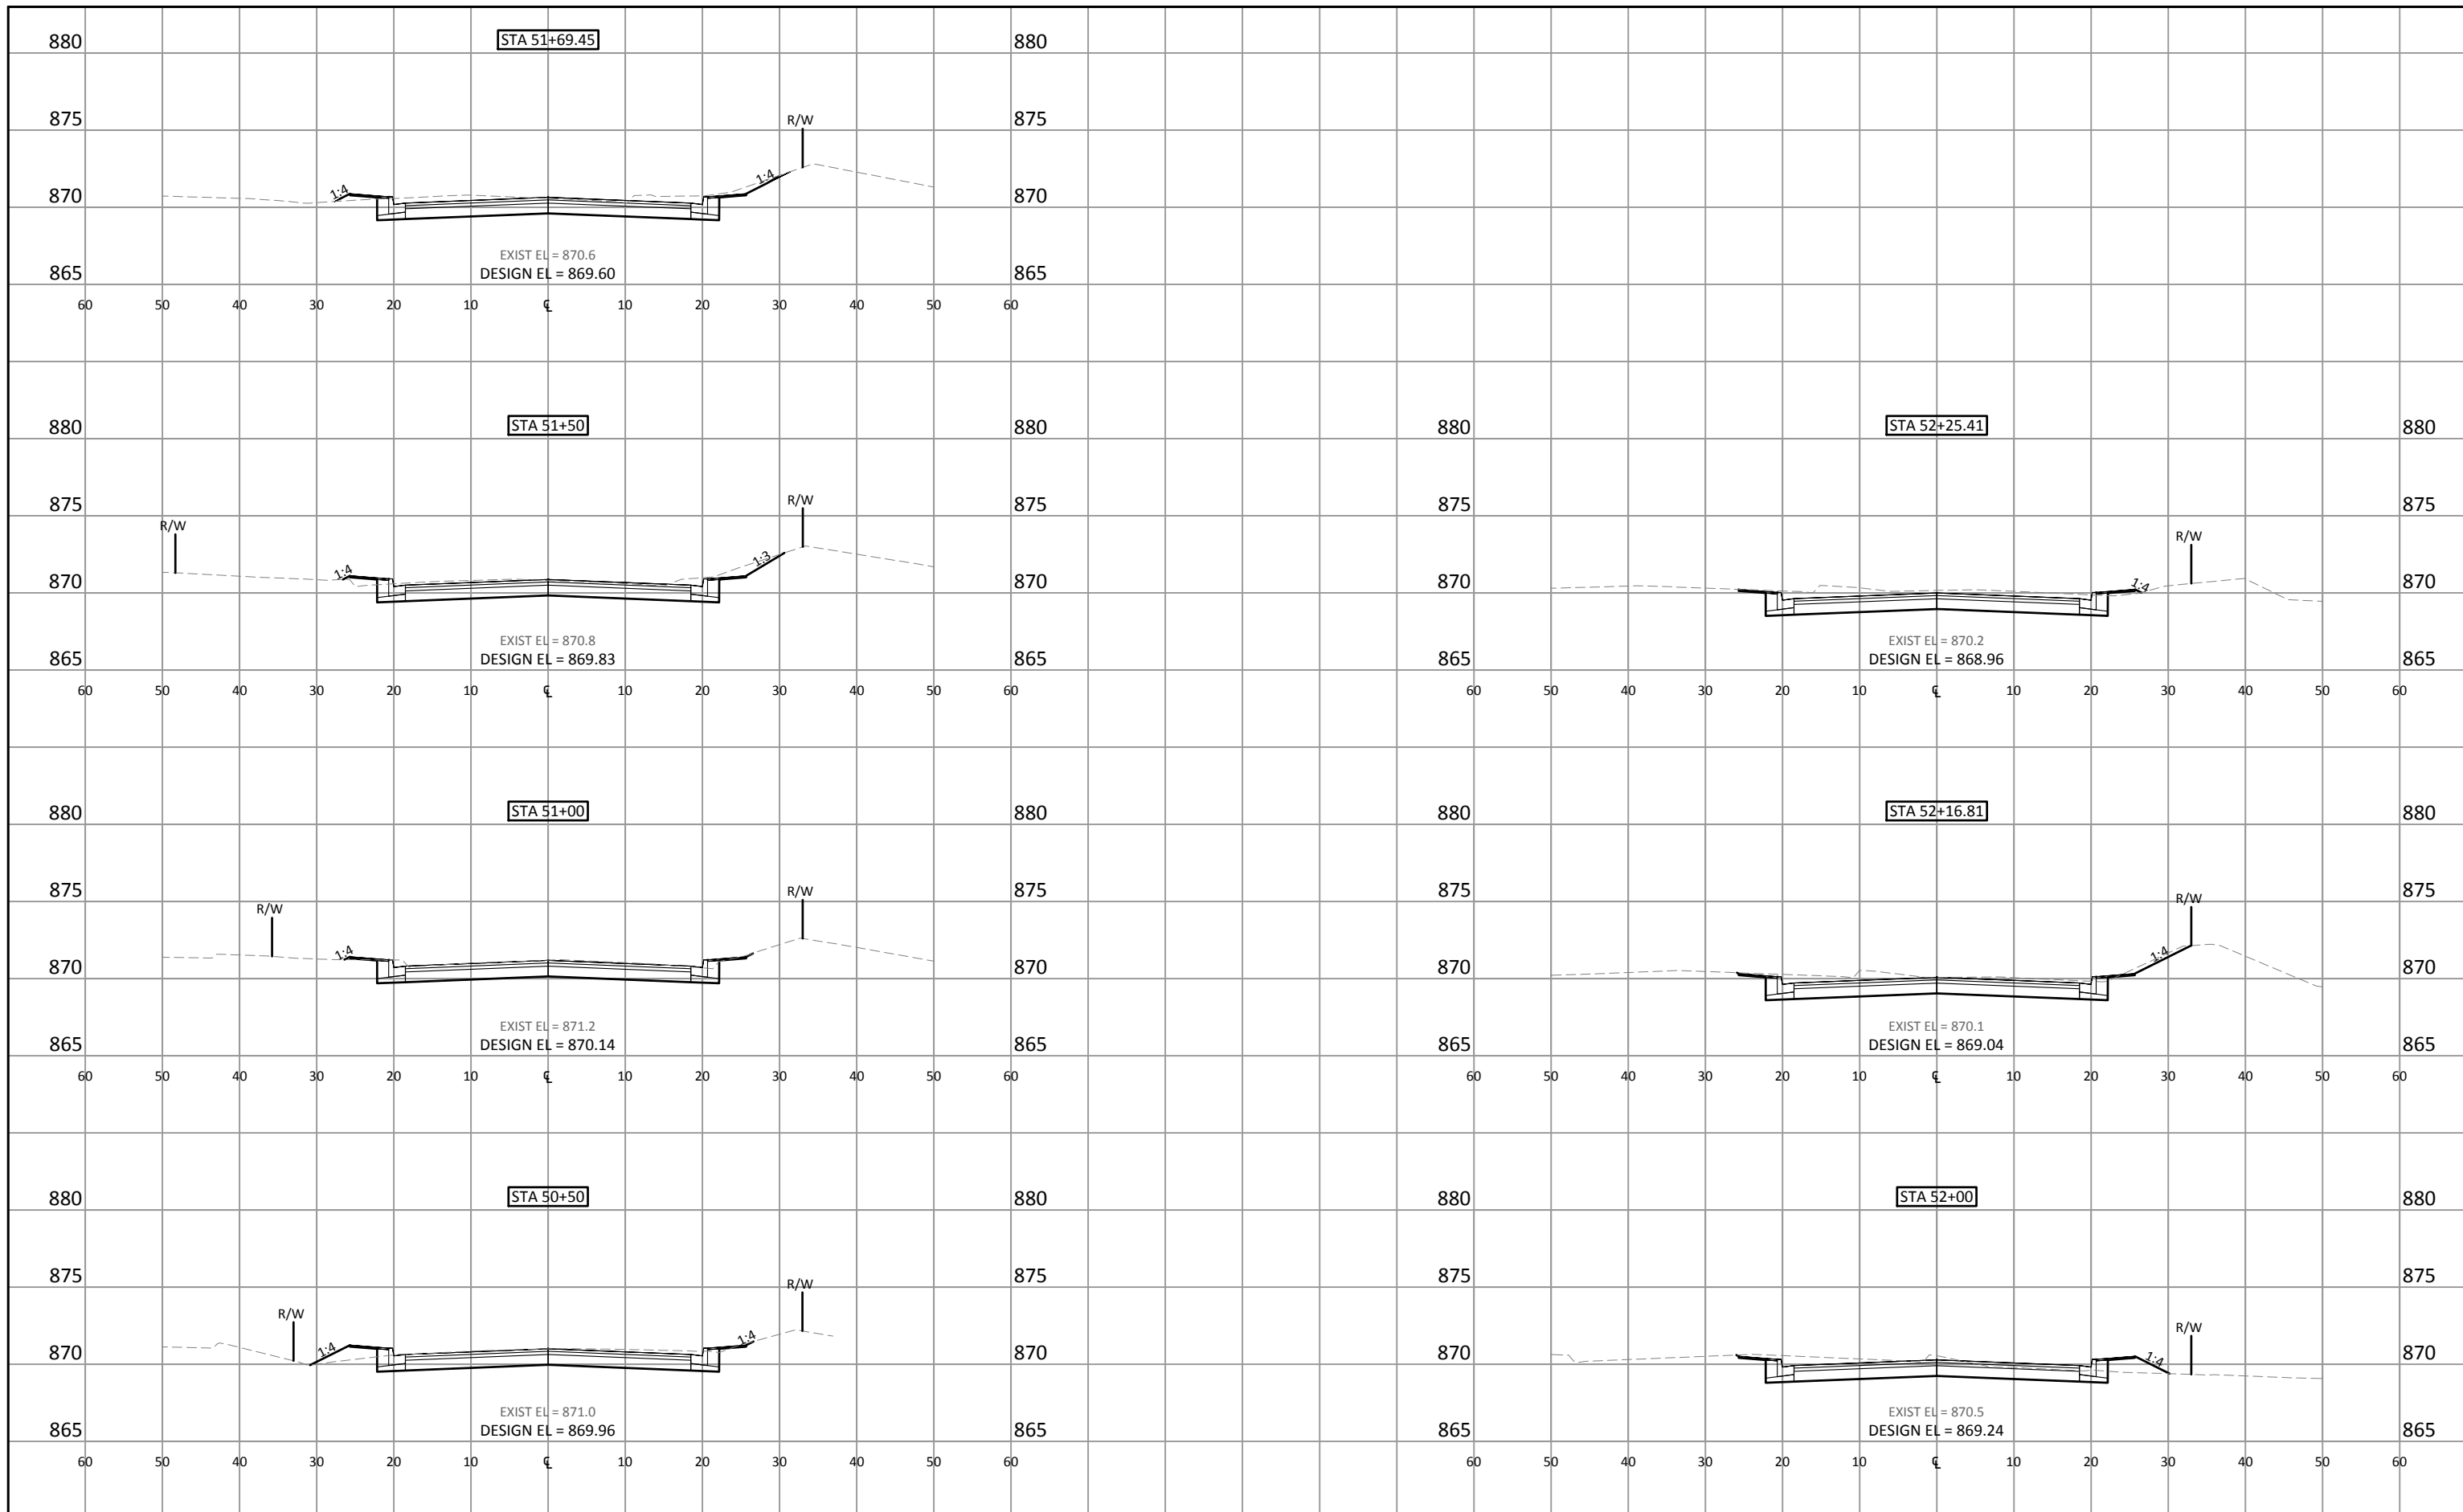 STA 51+69.45
880 880
875 875
R/W
1:4 1:4
870 870
EXIST EL = 870.6
DESIGN EL = 869.60
865 865
60 50 40 30 20 10 ℄ 10 20 30 40 50 60
STA 51+50
880 880
875 875
R/W R/W
1:4 1:3
870 870
EXIST EL = 870.8
DESIGN EL = 869.83
865 865
60 50 40 30 20 10 ℄ 10 20 30 40 50 60
STA 51+00
880 880
875 875
R/W R/W
1:4
870 870
EXIST EL = 871.2
DESIGN EL = 870.14
865 865
60 50 40 30 20 10 ℄ 10 20 30 40 50 60
STA 50+50
880 880
875 875
R/W R/W
1:4 1:4
870 870
EXIST EL = 871.0
DESIGN EL = 869.96
865 865
60 50 40 30 20 10 ℄ 10 20 30 40 50 60
STA 52+25.41
880 880
875 875
R/W
1:4
870 870
EXIST EL = 870.2
DESIGN EL = 868.96
865 865
60 50 40 30 20 10 ℄ 10 20 30 40 50 60
STA 52+16.81
880 880
875 875
R/W
1:4
870 870
EXIST EL = 870.1
DESIGN EL = 869.04
865 865
60 50 40 30 20 10 ℄ 10 20 30 40 50 60
STA 52+00
880 880
875 875
R/W
1:4
870 870
EXIST EL = 870.5
DESIGN EL = 869.24
865 865
60 50 40 30 20 10 ℄ 10 20 30 40 50 60